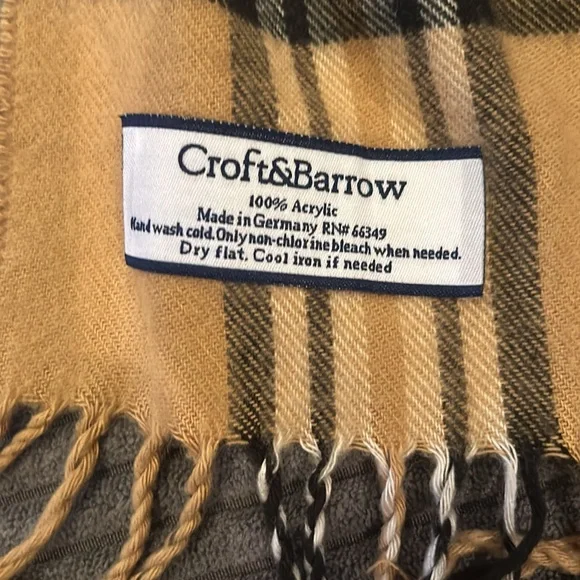 Croft&Barrow
100% Acrylic
Made in Germany RN# 66349
Hand wash cold. Only non-chlorine bleach when needed.
Dry flat. Cool iron if needed